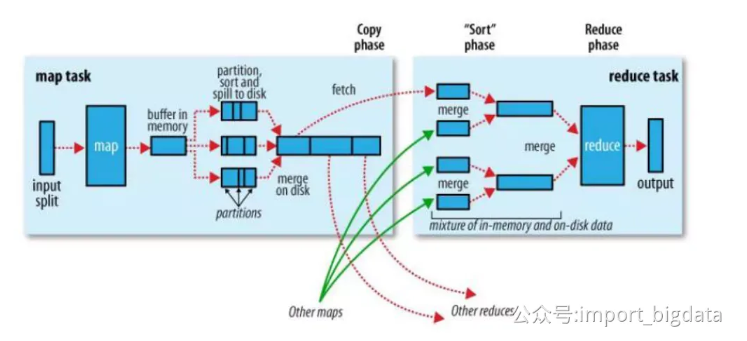 Copy
phase
"Sort"
phase
Reduce
phase
map task
partition,
sort and
spill to disk
fetch
reduce task
buffer in
memory
map
merge
merge
reduce
input
split
merge
on disk
merge
output
partitions
mixture of in-memory and on-disk data
Other maps
Other reduces
公众号:import_bigdata